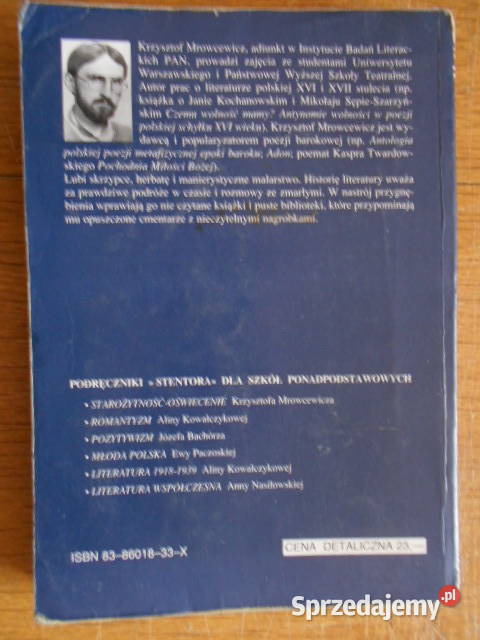 Krzysztof Mrowcewicz, adiunkt w Instytucie Badań Literac-
kich PAN, prowadzi zajęcia ze studentami Uniwersytetu
Warszawskiego i Państwowej Wyższej Szkoły Teatralnej.
Autor prac o literaturze polskiej XVI i XVII stulecia (np.
książka o Janie Kochanowskim i Mikołaju Sępie-Szarzyń-
skim Czemu wolność mamy? Antynomie wolności w poezji
polskiej schyłku XVI wieku). Krzysztof Mrowcewicz jest wy-
dawcą i popularyzatorem poezji barokowej (np. Antologia
polskiej poezji metafizycznej epoki baroku; Adon; poemat Kaspra Twardow-
skiego Pochodnia Miłości Bożej).
Lubi skrzypce, herbatę i manierystyczne malarstwo. Historię literatury uważa
za prawdziwe podróże w czasie i rozmowy ze zmarłymi. W nastrój przygnę-
bienia wprawiają go nie czytane książki i puste biblioteki, które przypominają
mu opuszczone cmentarze z nieczytelnymi nagrobkami.
PODRĘCZNIKI »STENTORA« DLA SZKÓŁ PONADPODSTAWOWYCH
STAROŻYTNOŚĆ-OŚWIECENIE Krzysztofa Mrowcewicza
ROMANTYZM Aliny Kowalczykowej
POZYTYWIZM Józefa Bachórza
MŁODA POLSKA Ewy Paczoskiej
LITERATURA 1918-1939 Aliny Kowalczykowej
LITERATURA WSPÓŁCZESNA Anny Nasiłowskiej
ISBN 83-86018-33-X
CENA DETALICZNA 25,—
Sprzedajemy.pl